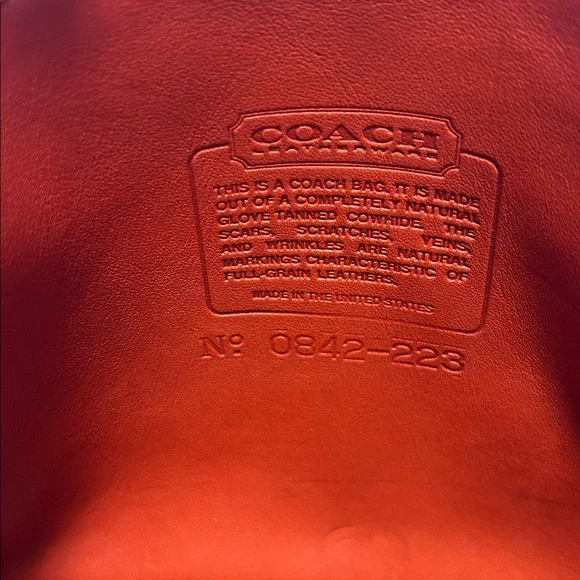 COACH
LEATHERWARE
THIS IS A COACH BAG. IT IS MADE
OUT OF A COMPLETELY NATURAL
GLOVE TANNED COWHIDE. THE
SCARS, SCRATCHES, VEINS
AND WRINKLES ARE NATURAL
MARKINGS CHARACTERISTIC OF
FULL-GRAIN LEATHERS.
MADE IN THE UNITED STATES
Nº 0842-223